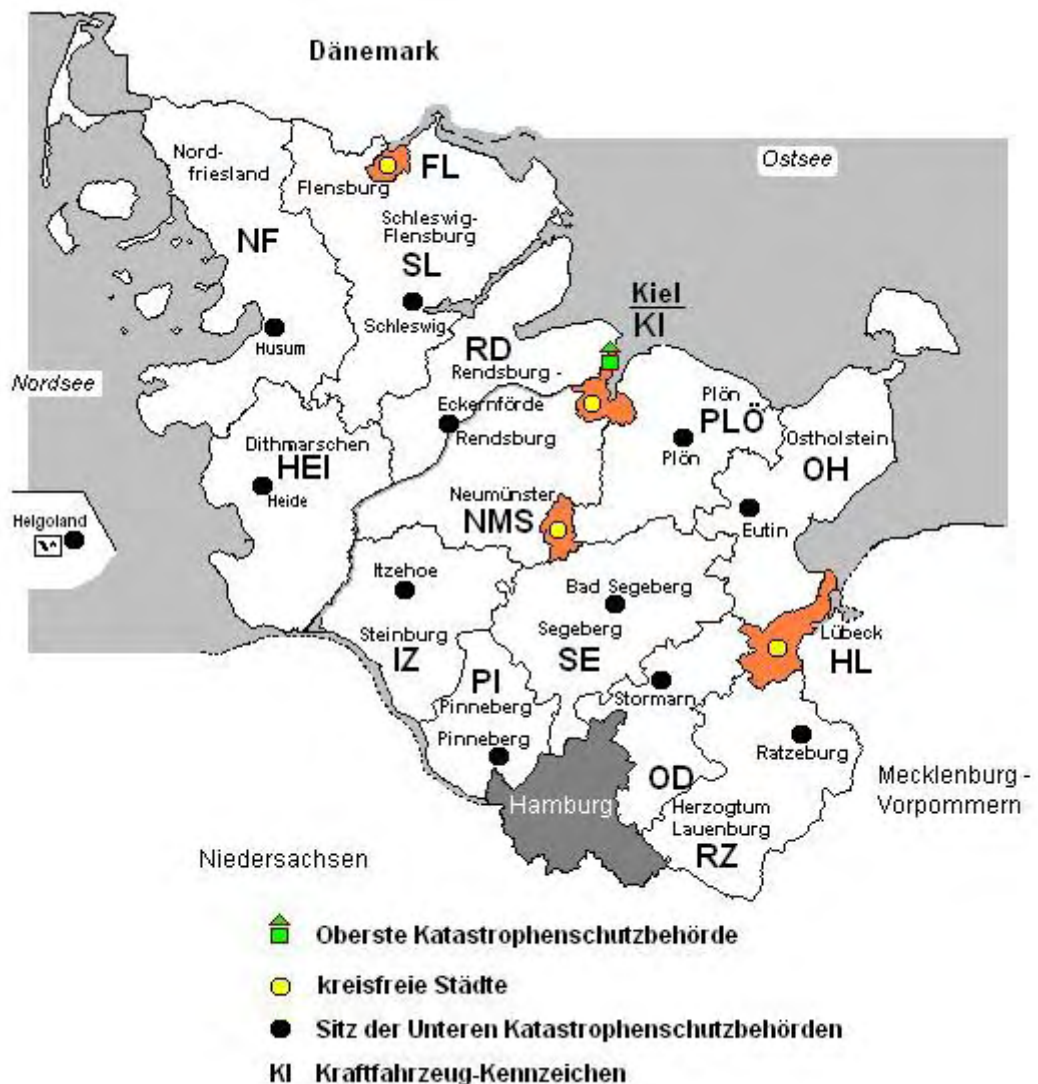 Dänemark
Nord-
friesland
NF
Husum
Flensburg
FL
Schleswig-
Flensburg
SL
Schleswig
Ostsee
Nordsee
Kiel
KI
RD
Rendsburg -
Eckernförde
Rendsburg
Plön
PLÖ
Plön
Ostholstein
OH
Eutin
Dithmarschen
HEI
Heide
Helgoland
Neumünster
NMS
Itzehoe
Steinburg
IZ
Bad Segeberg
Segeberg
SE
Lübeck
HL
PI
Pinneberg
Pinneberg
Stormarn
OD
Ratzeburg
Herzogtum
Lauenburg
RZ
Hamburg
Mecklenburg -
Vorpommern
Niedersachsen
Oberste Katastrophenschutzbehörde
kreisfreie Städte
Sitz der Unteren Katastrophenschutzbehörden
KI Kraftfahrzeug-Kennzeichen